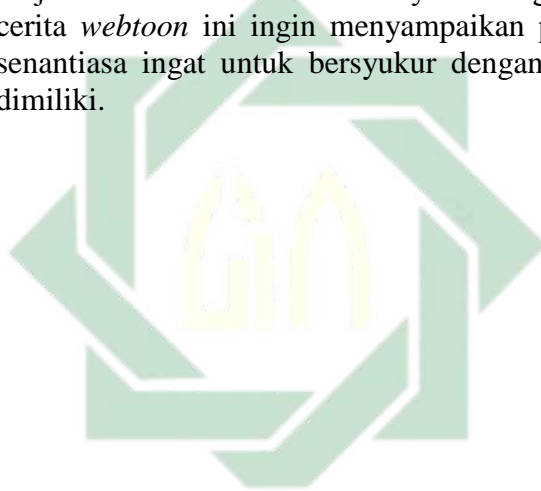 cerita webtoon ini ingin menyampaikan
senantiasa ingat untuk bersyukur dengan
dimiliki.